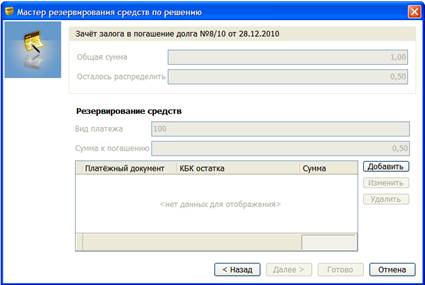 Мастер резервирования средств по решению
Зачёт залога в погашение долга №8/10 от 28.12.2010
Общая сумма 1,00
Осталось распределить 0,50
Резервирование средств
Вид платежа 100
Сумма к погашению 0,50
Платёжный документ КБК остатка Сумма
Добавить
Изменить
Удалить
<нет данных для отображения>
< Назад Далее > Готово Отмена